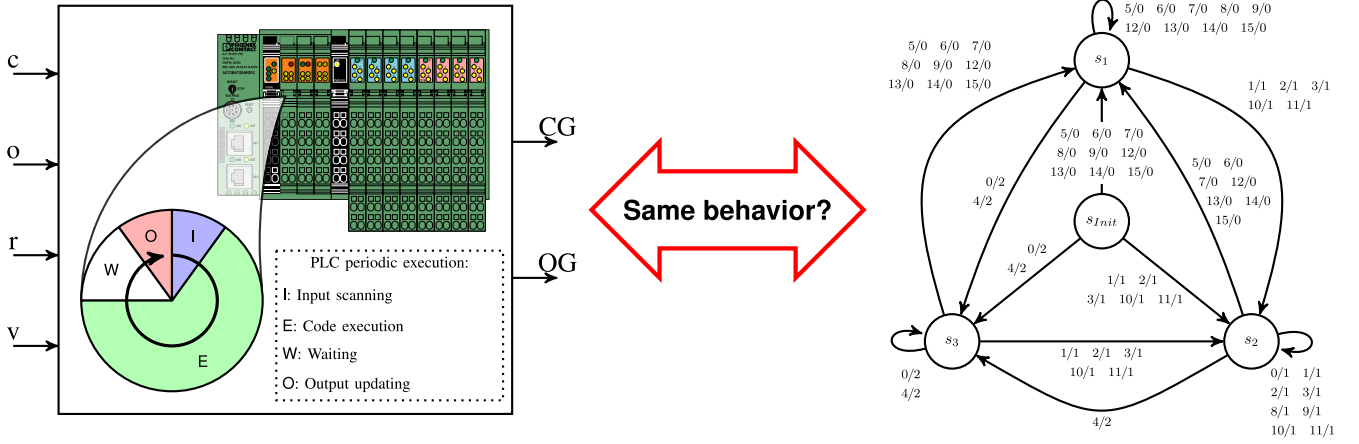 c
o
r
v
PHOENIX
CONTACT
AUTOMATIONWORX
CG
OG
O
I
W
E
PLC periodic execution:
I: Input scanning
E: Code execution
W: Waiting
O: Output updating
Same behavior?
5/0 6/0 7/0 8/0 9/0
12/0 13/0 14/0 15/0
s1
5/0 6/0 7/0
8/0 9/0 12/0
13/0 14/0 15/0
1/1 2/1 3/1
10/1 11/1
5/0 6/0 7/0
8/0 9/0 12/0
13/0 14/0 15/0
0/2
4/2
5/0 6/0
7/0 12/0
13/0 14/0
15/0
sInit
0/2
4/2
1/1 2/1
3/1 10/1 11/1
s3
s2
1/1 2/1 3/1
10/1 11/1
0/2
4/2
4/2
0/1 1/1
2/1 3/1
8/1 9/1
10/1 11/1